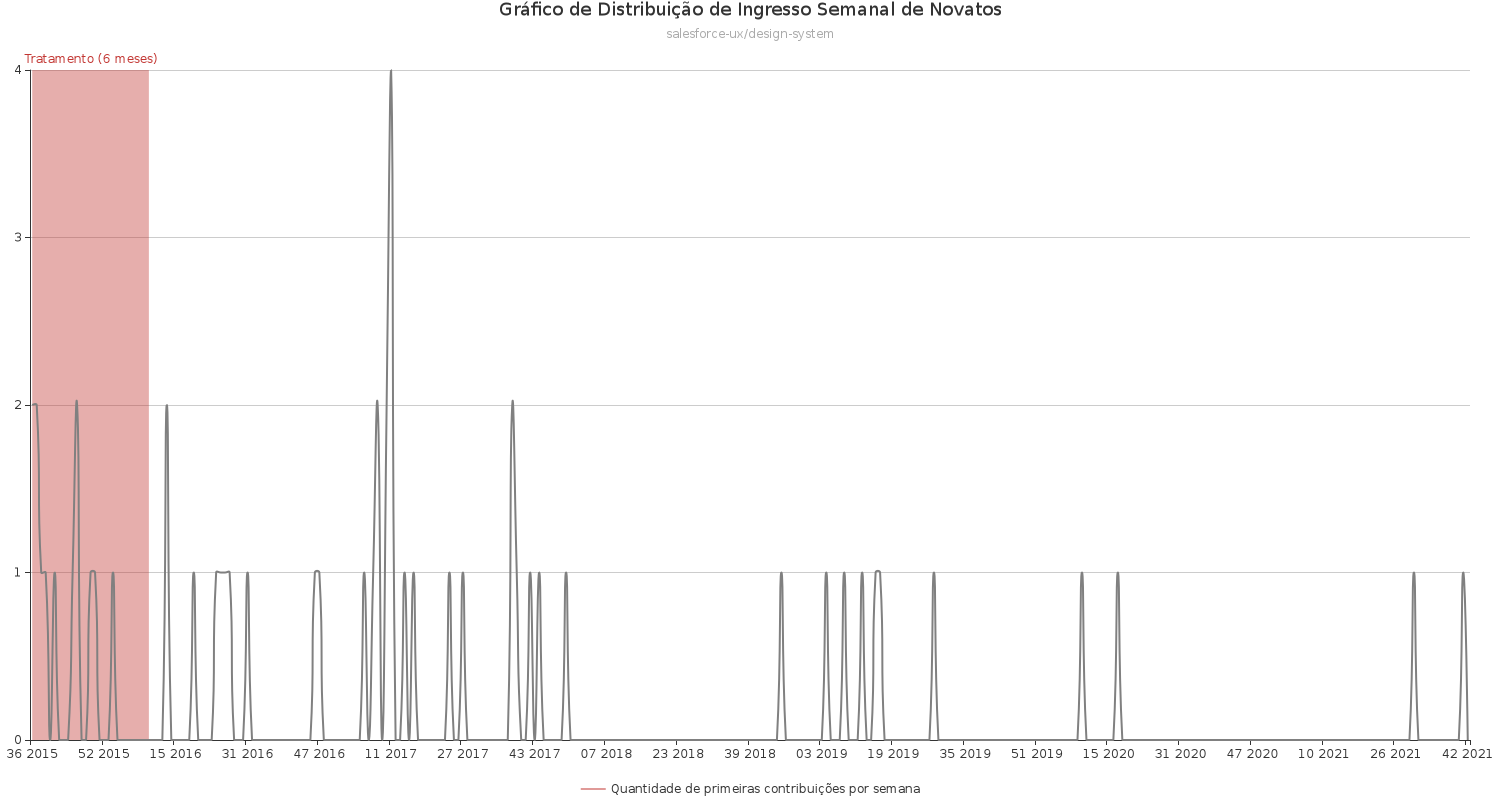 Gráfico de Distribuição de Ingresso Semanal de Novatos
salesforce-ux/design-system
Tratamento (6 meses)
4
3
2
1
0
36 2015 52 2015 15 2016 31 2016 47 2016 11 2017 27 2017 43 2017 07 2018 23 2018 39 2018 03 2019 19 2019 35 2019 51 2019 15 2020 31 2020 47 2020 10 2021 26 2021 42 2021
Quantidade de primeiras contribuições por semana